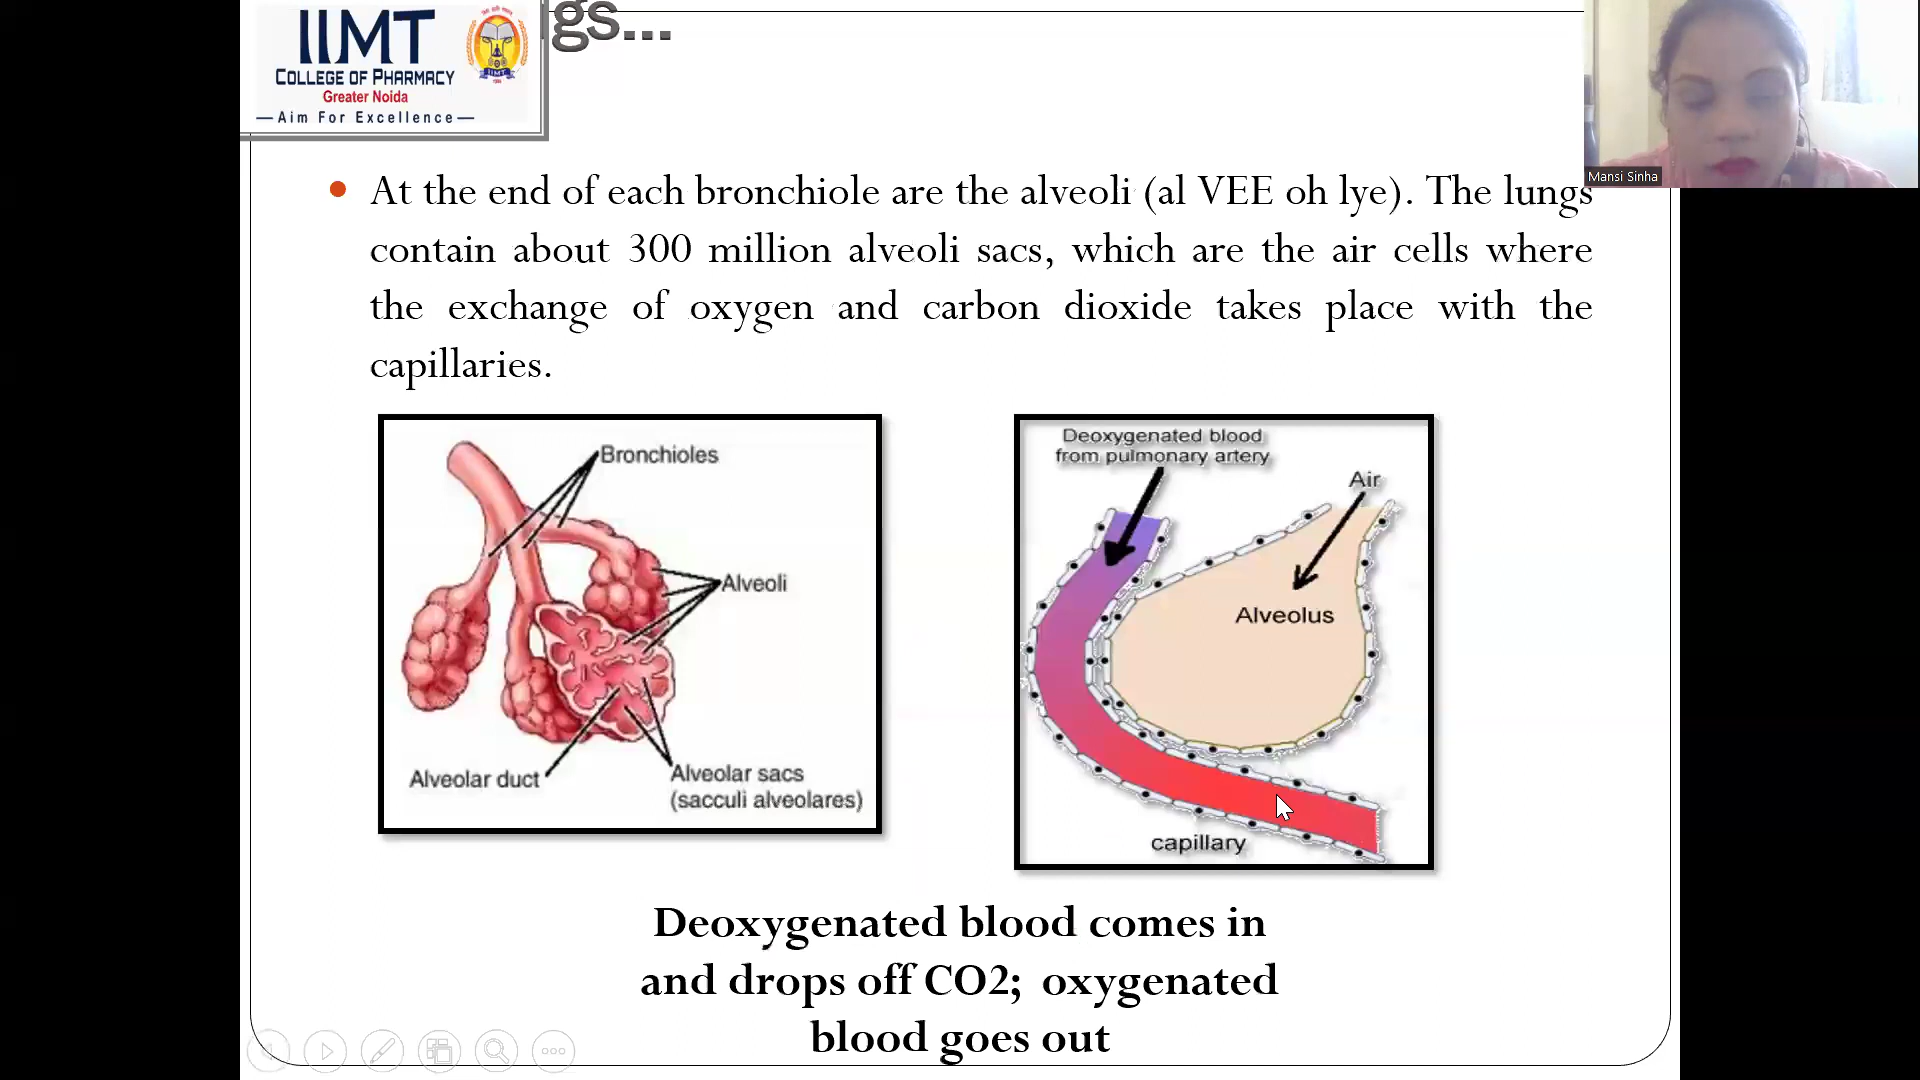 IIMT
COLLEGE OF PHARMACY
Greater Noida
—Aim For Excellence—
IIMT
gs...
Mansi Sinha
• At the end of each bronchiole are the alveoli (al VEE oh lye). The lungs
contain about 300 million alveoli sacs, which are the air cells where
the exchange of oxygen and carbon dioxide takes place with the
capillaries.
Bronchioles
Alveoli
Alveolar duct
Alveolar sacs
(sacculi alveolares)
Deoxygenated blood
from pulmonary artery
Air
Alveolus
capillary
Deoxygenated blood comes in
and drops off CO2; oxygenated
blood goes out